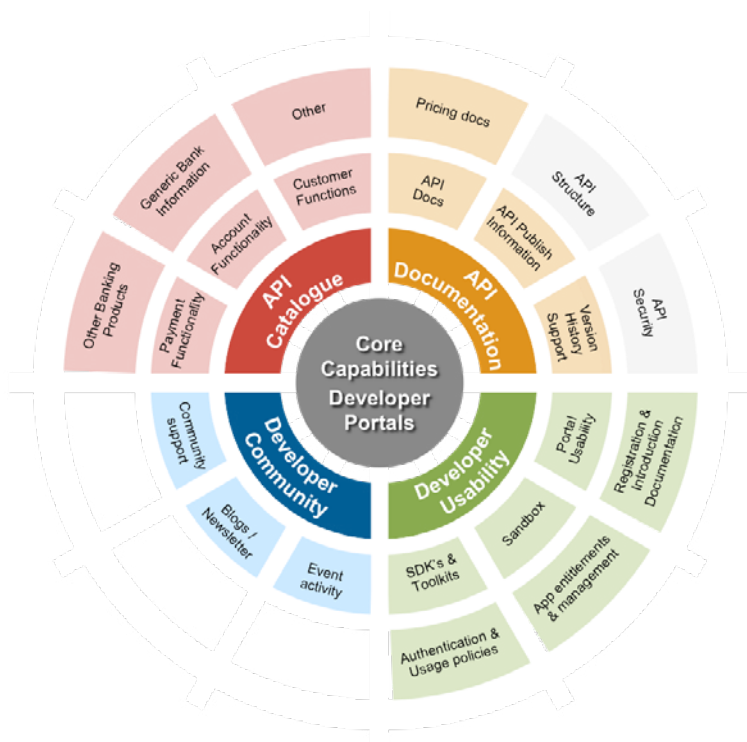 Core
Capabilities
Developer
Portals
API
Catalogue
Payment
Functionality
Account
Functionality
Customer
Functions
Other Banking
Products
Generic Bank
Information
Other
API
Documentation
API
Docs
API Publish
Information
Version
History
Support
Pricing docs
API
Structure
API
Security
Developer
Usability
Portal
Usability
Sandbox
SDK's &
Toolkits
Registration &
Introduction
Documentation
App entitlements
& management
Authentication &
Usage policies
Developer
Community
Community
support
Blogs /
Newsletter
Event
activity